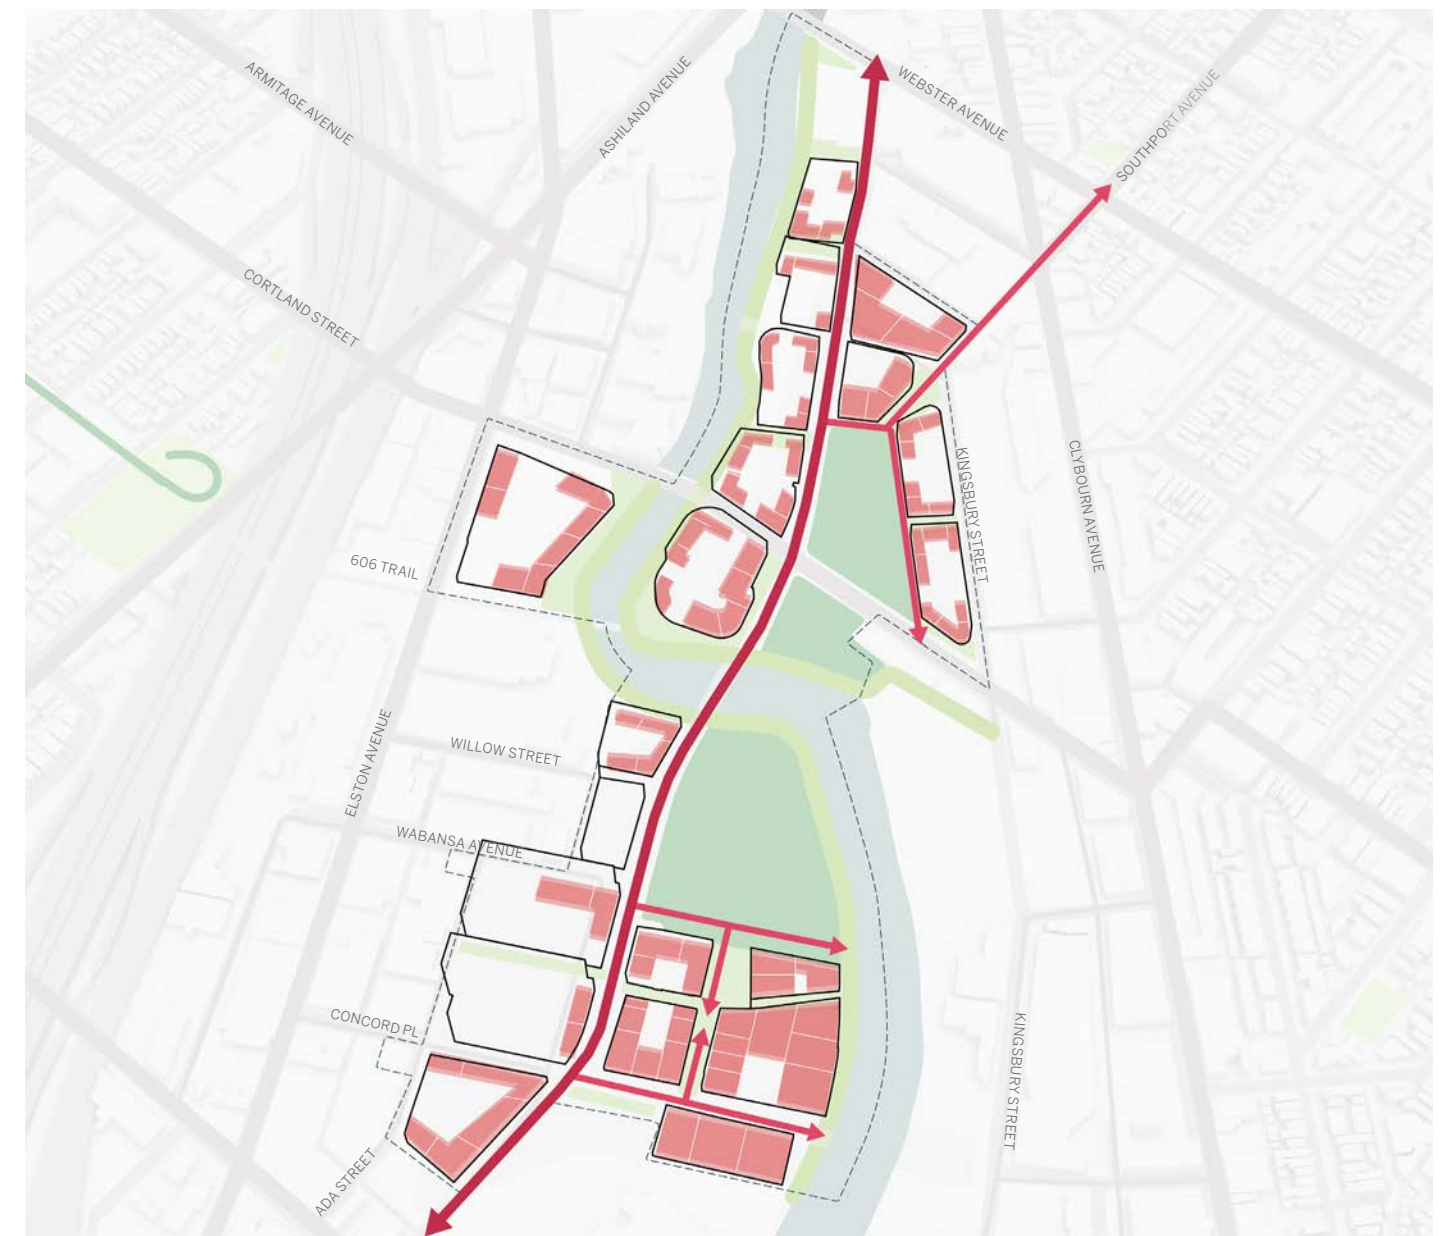 ARMITAGE AVENUE
ASHILAND AVENUE
WEBSTER AVENUE
SOUTHPORT AVENUE
CORTLAND STREET
KINGSBURY STREET
CLYBOURN AVENUE
606 TRAIL
ELSTON AVENUE
WILLOW STREET
WABANSA AVENUE
CONCORD PL
KINGSBURY STREET
ADA STREET